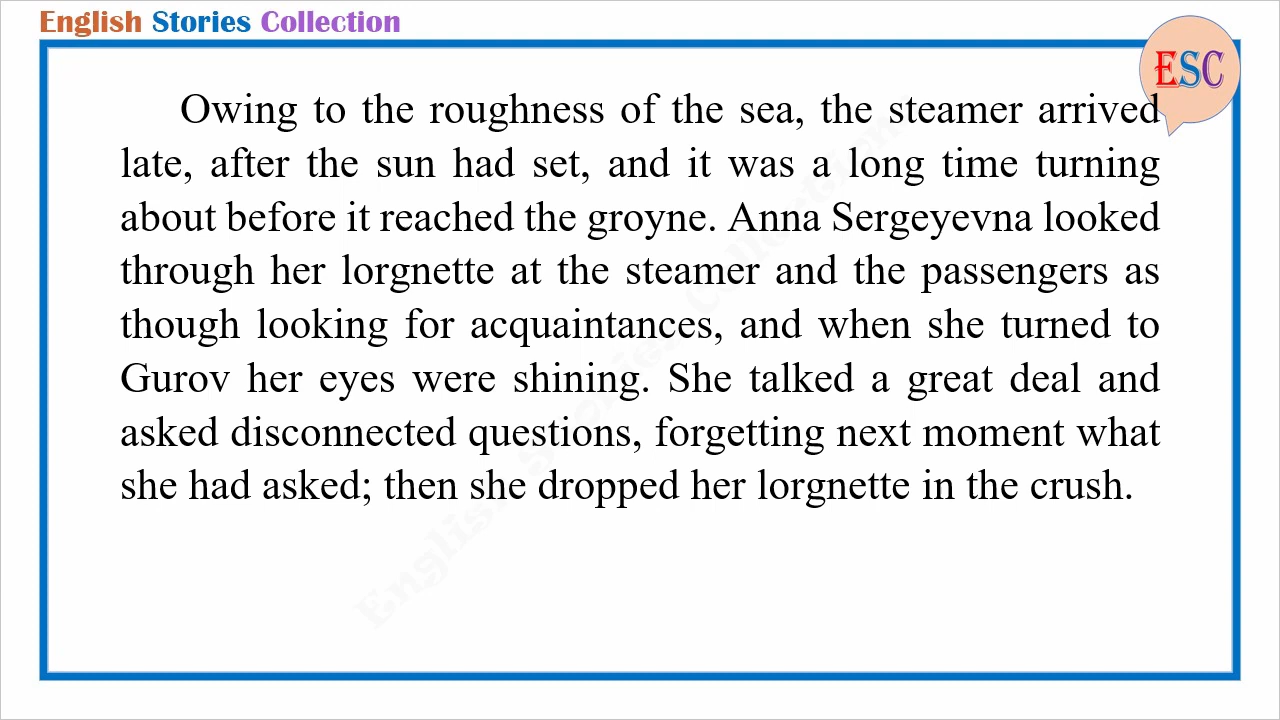 English Stories Collection
ESC
Owing to the roughness of the sea, the steamer arrived
late, after the sun had set, and it was a long time turning
about before it reached the groyne. Anna Sergeyevna looked
through her lorgnette at the steamer and the passengers as
though looking for acquaintances, and when she turned to
Gurov her eyes were shining. She talked a great deal and
asked disconnected questions, forgetting next moment what
she had asked; then she dropped her lorgnette in the crush.
English Stories Collection